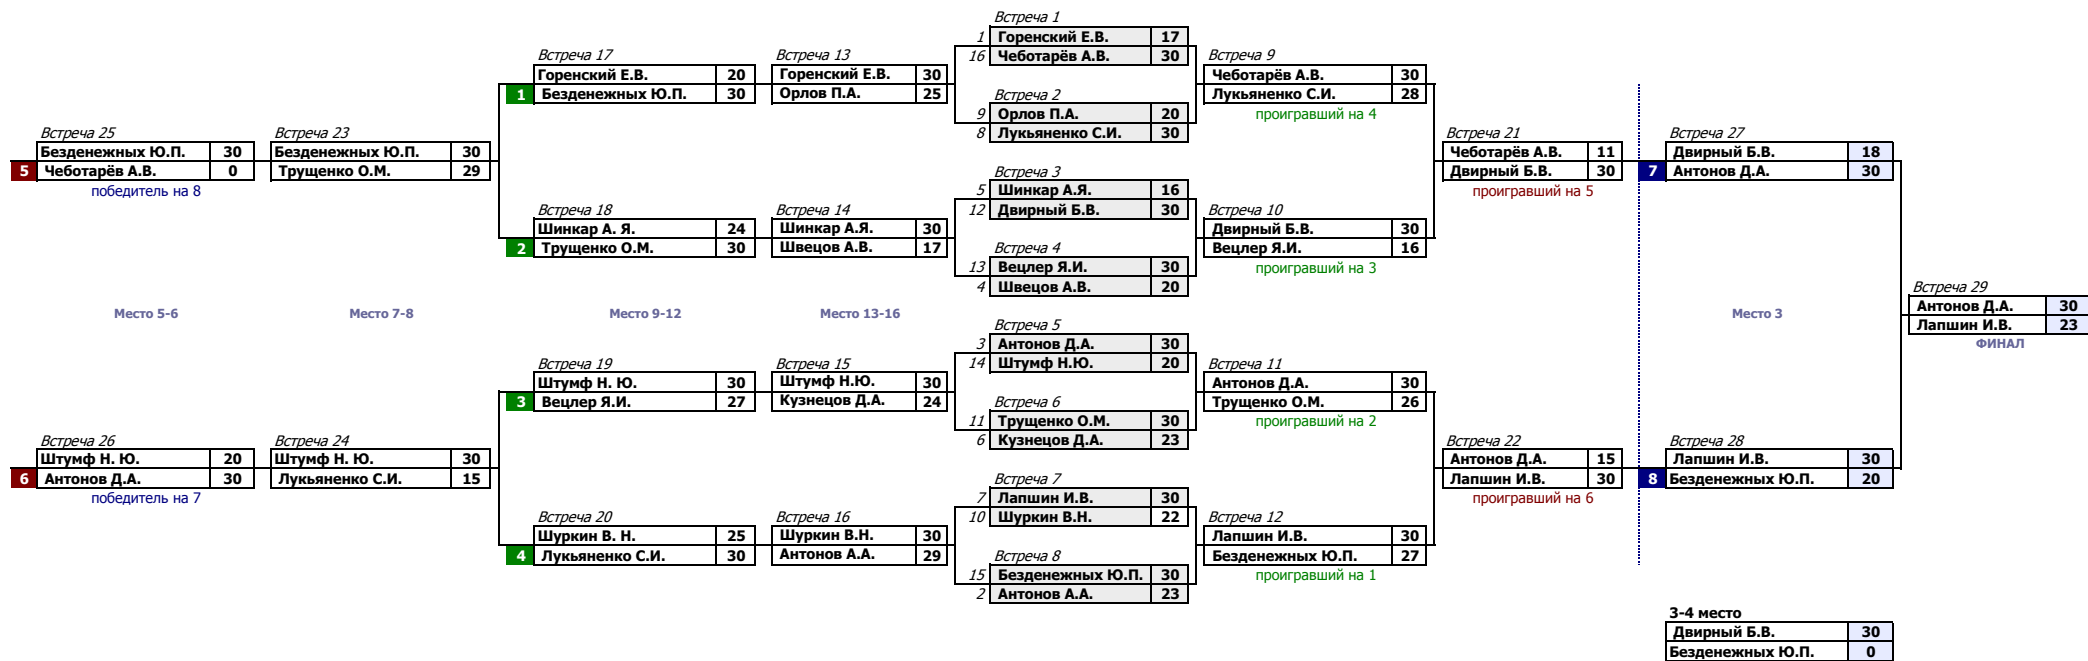 Встреча 25
Безденежных Ю.П. 30
5 Чеботарёв А.В. 0
победитель на 8
Место 5-6
Встреча 26
Штумф Н. Ю. 20
6 Антонов Д.А. 30
победитель на 7
Встреча 23
Безденежных Ю.П. 30
Трущенко О.М. 29
Место 7-8
Встреча 24
Штумф Н. Ю. 30
Лукьяненко С.И. 15
Встреча 17
Горенский Е.В. 20
1 Безденежных Ю.П. 30
Встреча 18
Шинкар А. Я. 24
2 Трущенко О.М. 30
Место 9-12
Встреча 19
Штумф Н. Ю. 30
3 Вецлер Я.И. 27
Встреча 20
Шуркин В. Н. 25
4 Лукьяненко С.И. 30
Встреча 13
Горенский Е.В. 30
Орлов П.А. 25
Встреча 14
Шинкар А.Я. 30
Швецов А.В. 17
Место 13-16
Встреча 15
Штумф Н.Ю. 30
Кузнецов Д.А. 24
Встреча 16
Шуркин В.Н. 30
Антонов А.А. 29
Встреча 1
1 Горенский Е.В. 17
16 Чеботарёв А.В. 30
Встреча 2
9 Орлов П.А. 20
8 Лукьяненко С.И. 30
Встреча 3
5 Шинкар А.Я. 16
12 Двирный Б.В. 30
Встреча 4
13 Вецлер Я.И. 30
4 Швецов А.В. 20
Встреча 5
3 Антонов Д.А. 30
14 Штумф Н.Ю. 20
Встреча 6
11 Трущенко О.М. 30
6 Кузнецов Д.А. 23
Встреча 7
7 Лапшин И.В. 30
10 Шуркин В.Н. 22
Встреча 8
15 Безденежных Ю.П. 30
2 Антонов А.А. 23
Встреча 9
Чеботарёв А.В. 30
Лукьяненко С.И. 28
проигравший на 4
Встреча 10
Двирный Б.В. 30
Вецлер Я.И. 16
проигравший на 3
Встреча 11
Антонов Д.А. 30
Трущенко О.М. 26
проигравший на 2
Встреча 12
Лапшин И.В. 30
Безденежных Ю.П. 27
проигравший на 1
Встреча 21
Чеботарёв А.В. 11
Двирный Б.В. 30
проигравший на 5
Встреча 22
Антонов Д.А. 15
Лапшин И.В. 30
проигравший на 6
Встреча 27
Двирный Б.В. 18
7 Антонов Д.А. 30
Место 3
Встреча 28
Лапшин И.В. 30
8 Безденежных Ю.П. 20
3-4 место
Двирный Б.В. 30
Безденежных Ю.П. 0
Встреча 29
Антонов Д.А. 30
Лапшин И.В. 23
ФИНАЛ